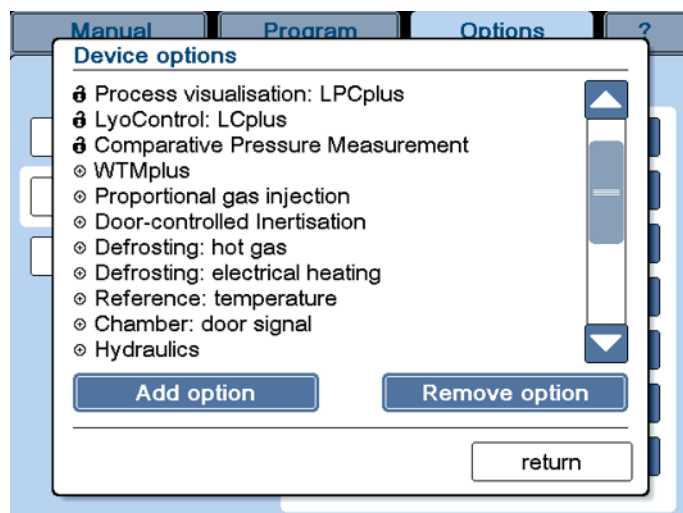 Manual Program Options ?
Device options
Process visualisation: LPCplus
LyoControl: LCplus
Comparative Pressure Measurement
WTMplus
Proportional gas injection
Door-controlled Inertisation
Defrosting: hot gas
Defrosting: electrical heating
Reference: temperature
Chamber: door signal
Hydraulics
Add option Remove option
return